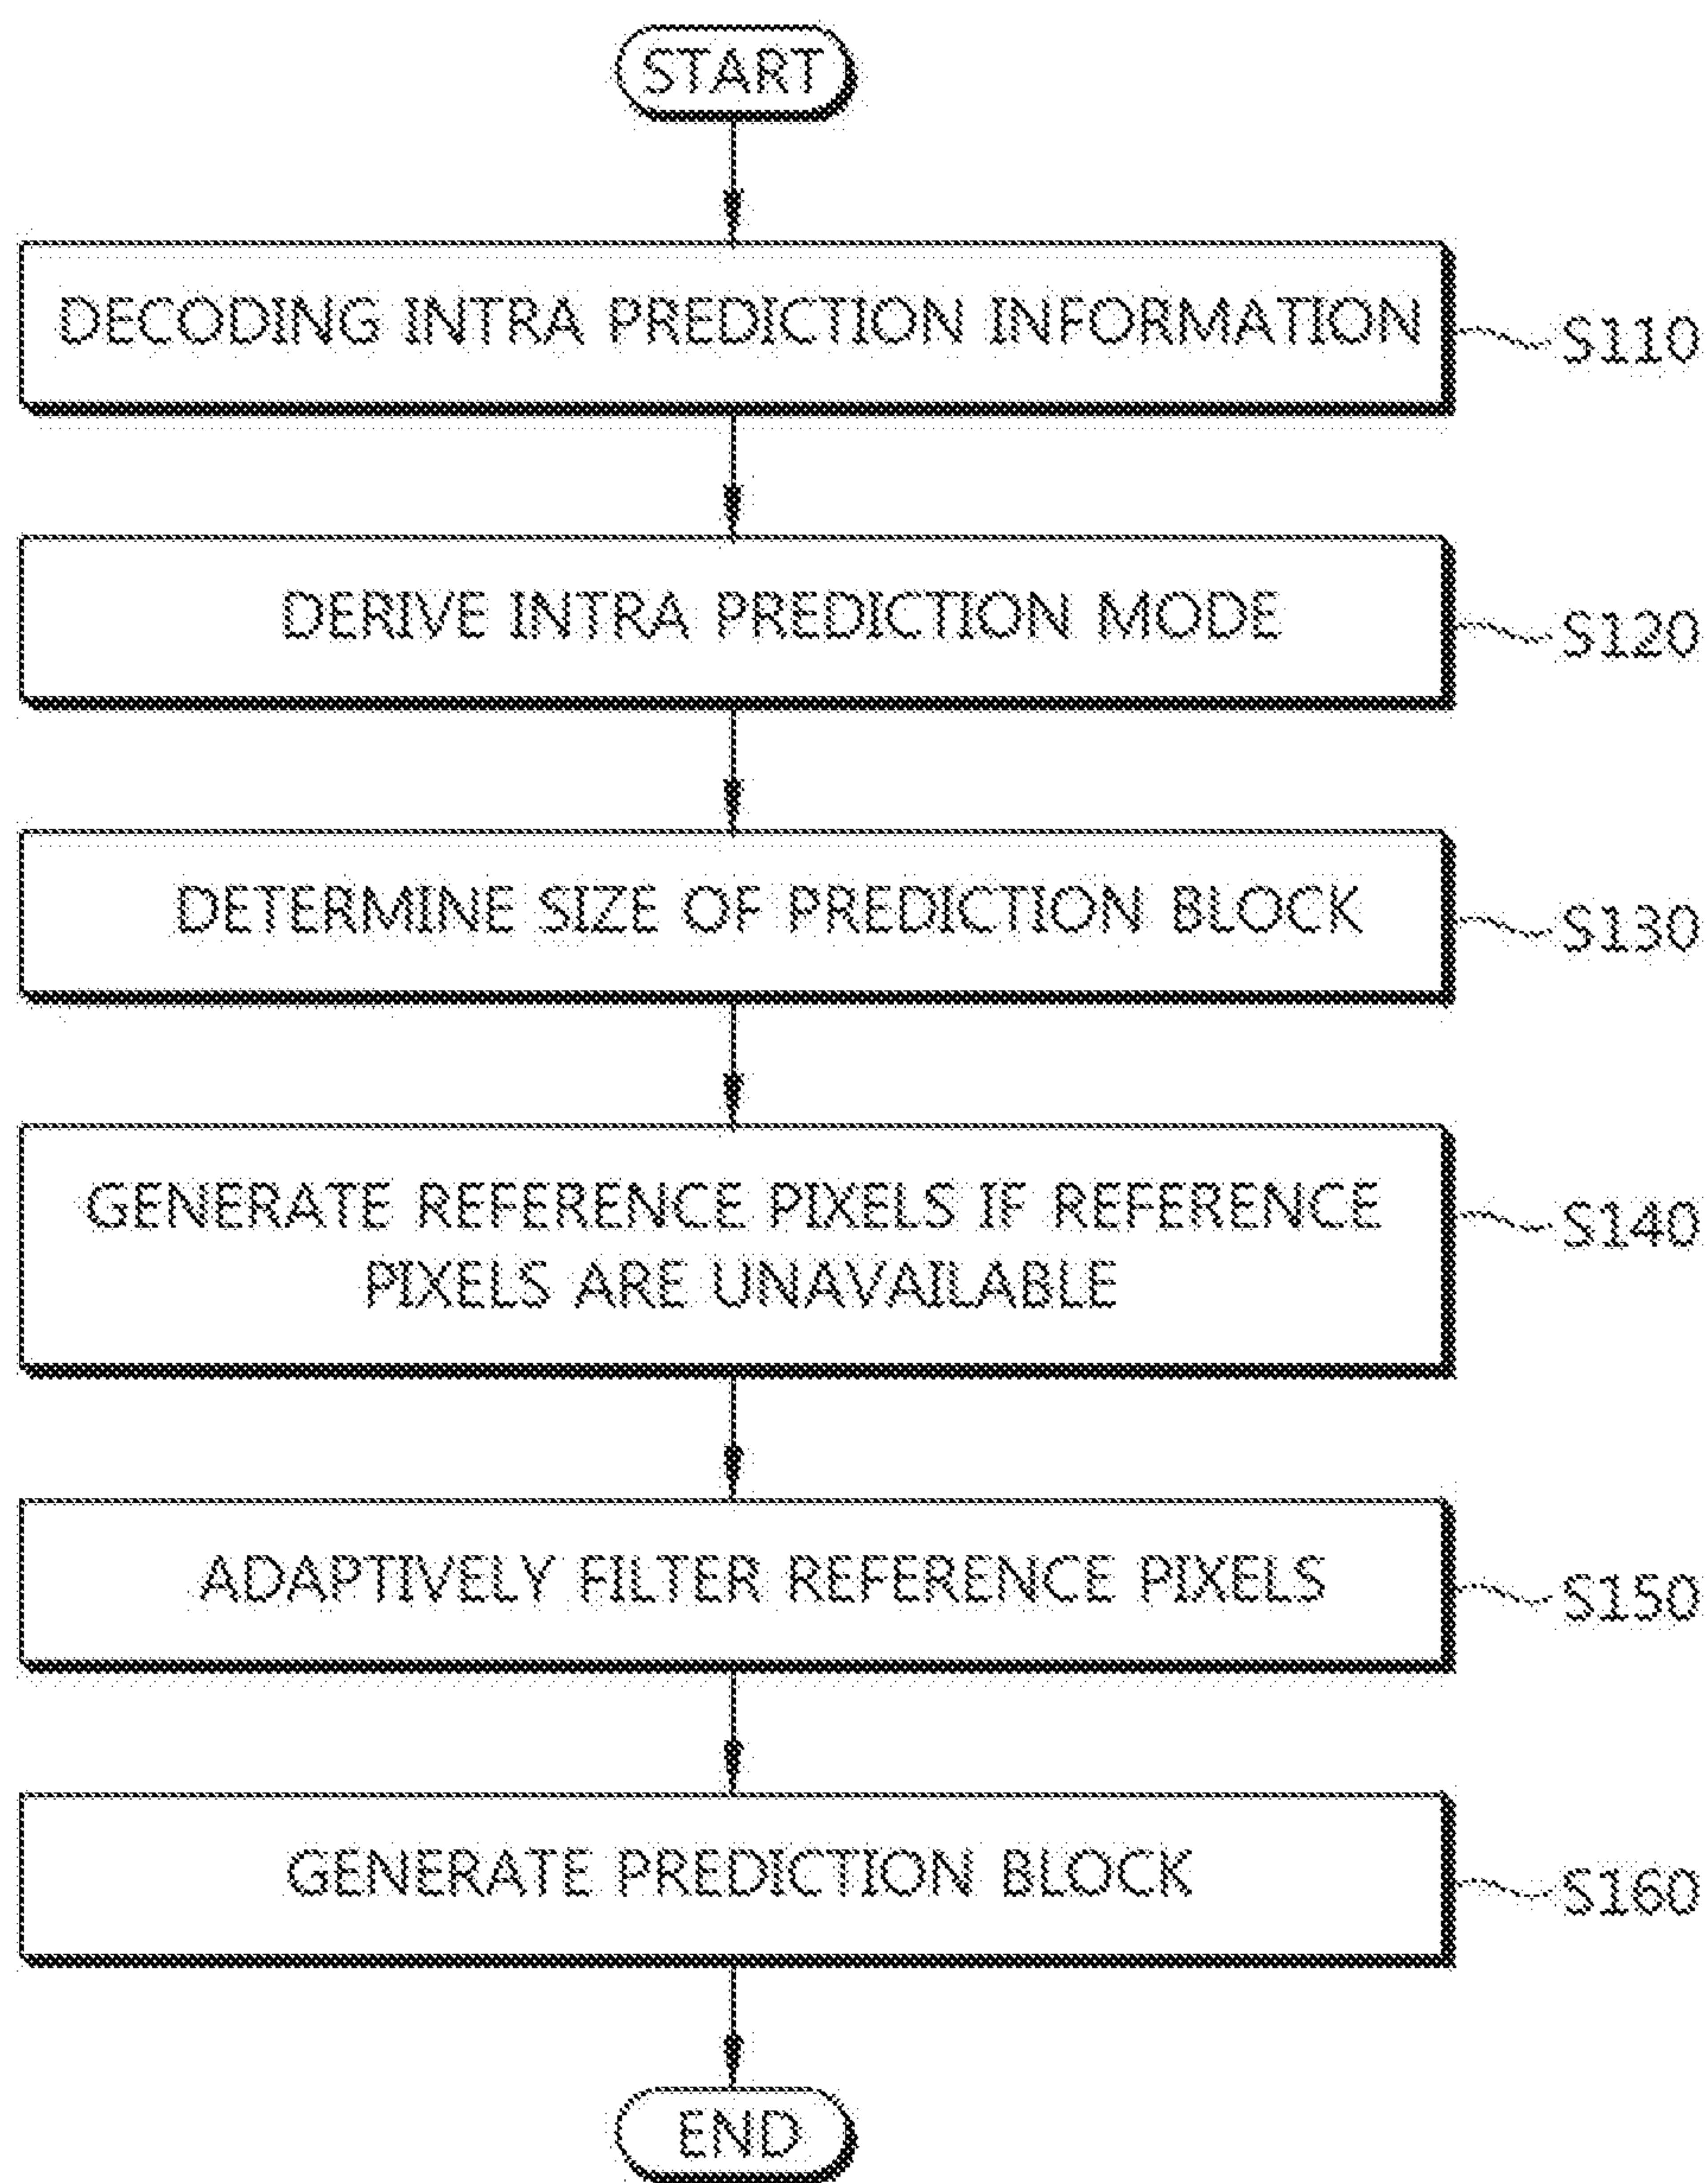 START
DECODING INTRA PREDICTION INFORMATION
S110
DERIVE INTRA PREDICTION MODE
S120
DETERMINE SIZE OF PREDICTION BLOCK
S130
GENERATE REFERENCE PIXELS IF REFERENCE
PIXELS ARE UNAVAILABLE
S140
ADAPTIVELY FILTER REFERENCE PIXELS
S150
GENERATE PREDICTION BLOCK
S160
END